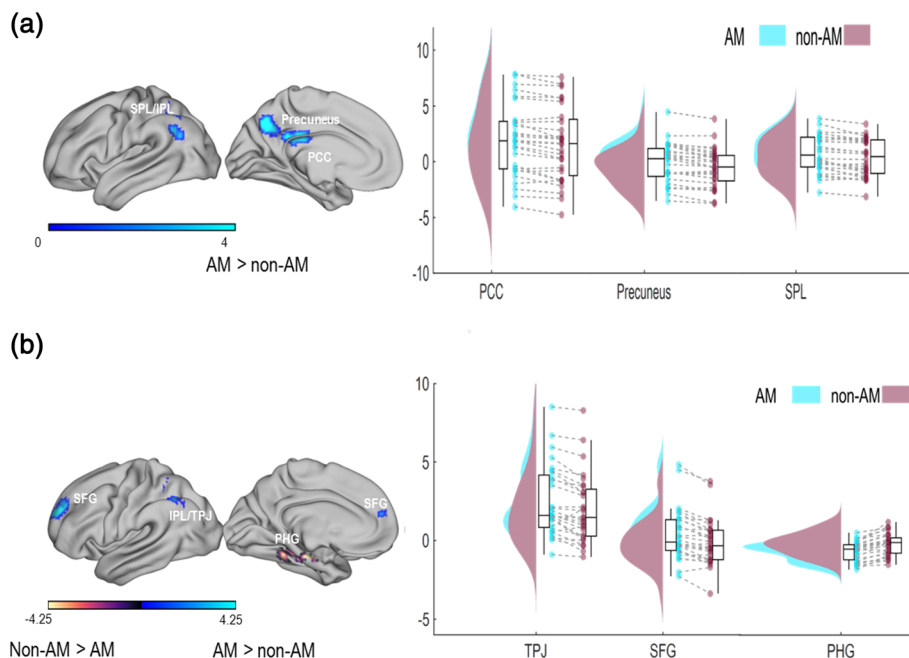 (a)
AM non-AM
SPL/IPL
Precuneus
PCC
10
5
0
-5
-10
0 4
AM > non-AM
PCC Precuneus SPL
(b)
AM non-AM
SFG
IPL/TPJ
PHG
SFG
10
5
0
-5
-4.25 4.25
Non-AM > AM AM > non-AM
TPJ SFG PHG